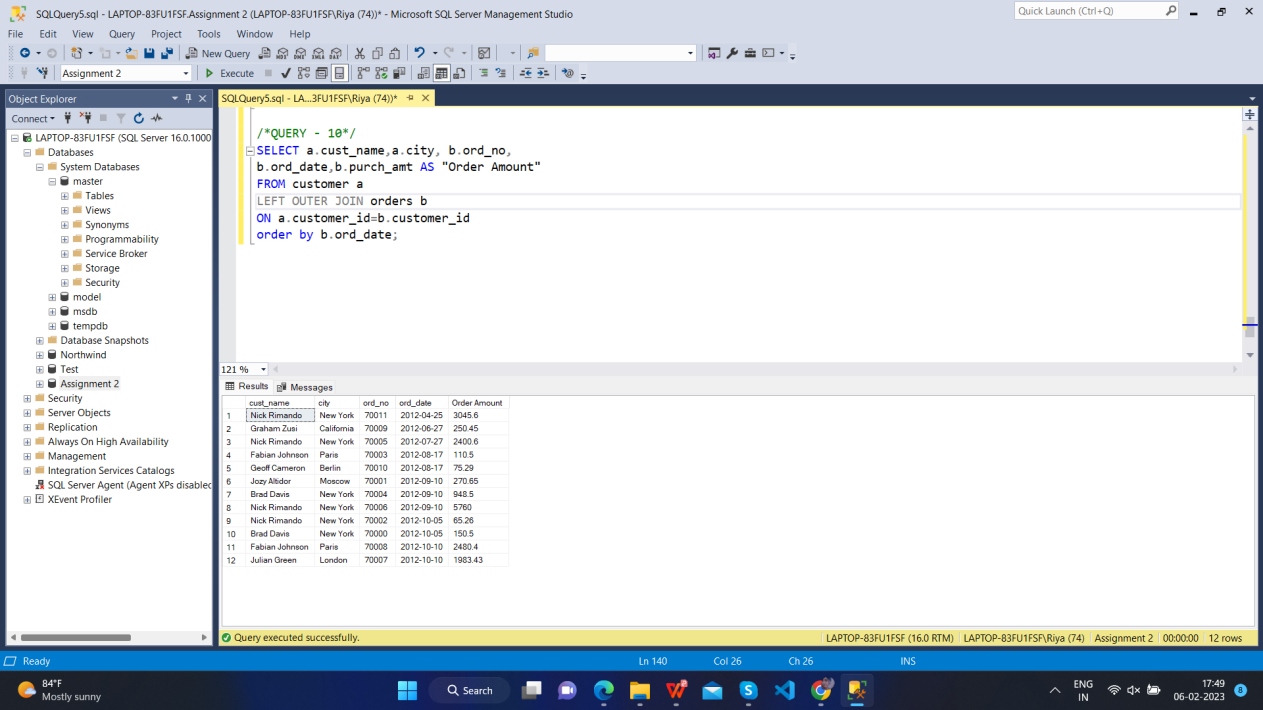 SQLQuery5.sql - LAPTOP-83FU1FSF.Assignment 2 (LAPTOP-83FU1FSF\Riya (74))* - Microsoft SQL Server Management Studio
Quick Launch (Ctrl+Q)
File Edit View Query Project Tools Window Help
New Query
Assignment 2
Execute
Object Explorer
SQLQuery5.sql - LA...3FU1FSF\Riya (74))*
Connect
LAPTOP-83FU1FSF (SQL Server 16.0.1000
Databases
System Databases
master
Tables
Views
Synonyms
Programmability
Service Broker
Storage
Security
model
msdb
tempdb
Database Snapshots
Northwind
Test
Assignment 2
Security
Server Objects
Replication
Always On High Availability
Management
Integration Services Catalogs
SQL Server Agent (Agent XPs disabled
XEvent Profiler
/*QUERY - 10*/
SELECT a.cust_name,a.city, b.ord_no,
b.ord_date,b.purch_amt AS "Order Amount"
FROM customer a
LEFT OUTER JOIN orders b
ON a.customer_id=b.customer_id
order by b.ord_date;
121 %
Results Messages
cust_name city ord_no ord_date Order Amount
1 Nick Rimando New York 70011 2012-04-25 3045.6
2 Graham Zusi California 70009 2012-06-27 250.45
3 Nick Rimando New York 70005 2012-07-27 2400.6
4 Fabian Johnson Paris 70003 2012-08-17 110.5
5 Geoff Cameron Berlin 70010 2012-08-17 75.29
6 Jozy Altidor Moscow 70001 2012-09-10 270.65
7 Brad Davis New York 70004 2012-09-10 948.5
8 Nick Rimando New York 70006 2012-09-10 5760
9 Nick Rimando New York 70002 2012-10-05 65.26
10 Brad Davis New York 70000 2012-10-05 150.5
11 Fabian Johnson Paris 70008 2012-10-10 2480.4
12 Julian Green London 70007 2012-10-10 1983.43
Query executed successfully.
LAPTOP-83FU1FSF (16.0 RTM) LAPTOP-83FU1FSF\Riya (74) Assignment 2 00:00:00 12 rows
Ready Ln 140 Col 26 Ch 26 INS
84°F
Mostly sunny
Search
ENG
IN
17:49
06-02-2023
8